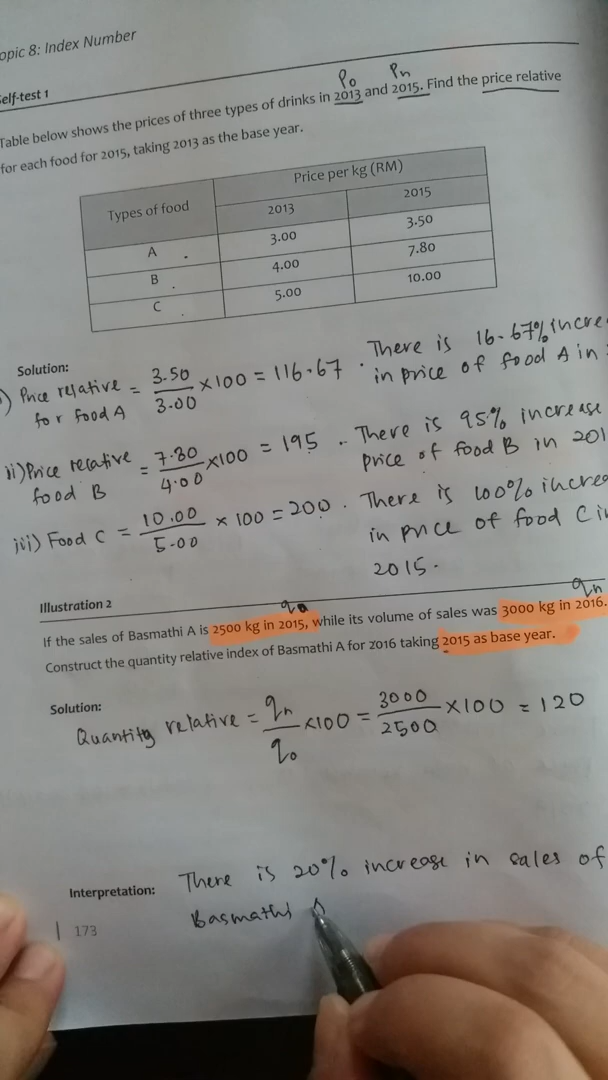 opic 8: Index Number
elf-test 1
P₀ Pn
Table below shows the prices of three types of drinks in 2013 and 2015. Find the price relative
for each food for 2015, taking 2013 as the base year.
Types of food Price per kg (RM)
2013 2015
A 3.00 3.50
B 4.00 7.80
C 5.00 10.00
Solution:
) Price relative for food A = 3.50/3.00 ×100 = 116.67 . There is 16.67% incre
in price of food A in
ii) Price relative food B = 7.80/4.00 ×100 = 195 . There is 95% increase
price of food B in 201
iii) Food C = 10.00/5.00 × 100 = 200 . There is 100% increa
in price of food C i
2015.
Illustration 2
q₀ qn
If the sales of Basmathi A is 2500 kg in 2015, while its volume of sales was 3000 kg in 2016.
Construct the quantity relative index of Basmathi A for 2016 taking 2015 as base year.
Solution:
Quantity relative = qn/q₀ ×100 = 3000/2500 ×100 = 120
Interpretation: There is 20% increase in sales of
Basmathi A
173